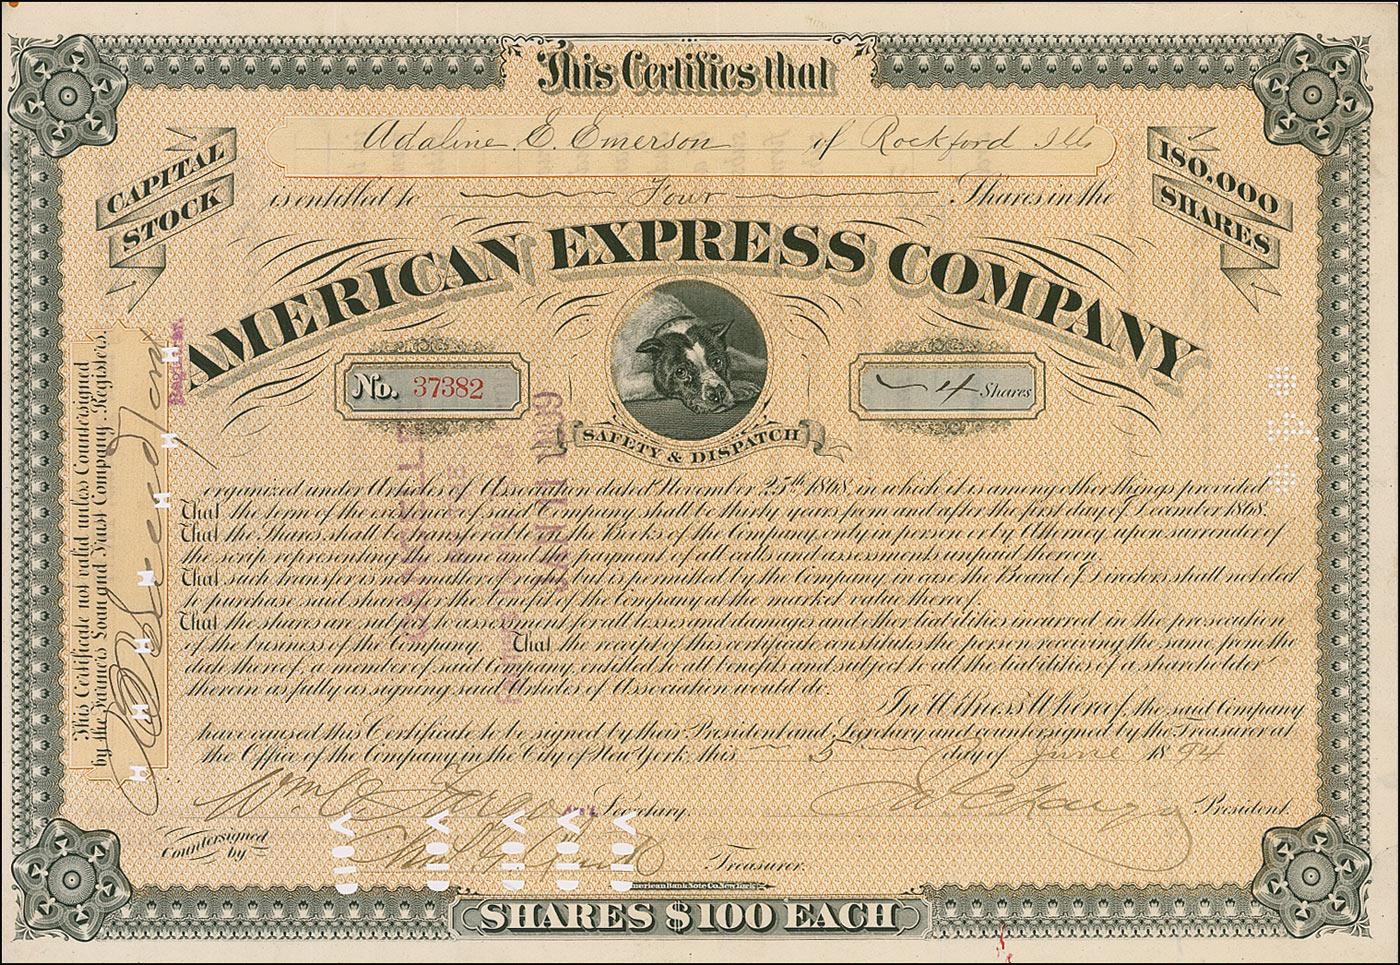 This Certifies that
Adaline E. Emerson of Rockford Ills
is entitled to Four Shares in the
CAPITAL STOCK
150,000 SHARES
AMERICAN EXPRESS COMPANY
No. 37382
4 Shares
SAFETY & DISPATCH
organized under Articles of Association dated November 25th 1868, in which it is among other things provided
That the term of the existence of said Company shall be thirty years from and after the first day of December 1868.
That the Shares shall be transferable on the Books of the Company only in person or by Attorney upon surrender of
the scrip representing the same and the payment of all calls and assessments unpaid thereon.
That such transfer is not matter of right but is permitted by the Company in case the Board of Directors shall not elect
to purchase said shares for the benefit of the Company at the market value thereof.
That the shares are subject to assessment for all losses and damages and other liabilities incurred in the prosecution
of the business of the Company. That the receipt of this certificate constitutes the person receiving the same, from the
date thereof, a member of said Company, entitled to all benefits and subject to all the liabilities of a shareholder
therein as fully as signing said Articles of Association would do.
In Witness Whereof, the said Company
have caused this Certificate to be signed by their President and Secretary and countersigned by the Treasurer at
the Office of the Company in the City of New York, this 5 day of June 1894
Wm C Fargo Secretary.
J C Fargo President.
Countersigned by
Treasurer.
American Bank Note Co. New York
SHARES $100 EACH
This Certificate not valid unless Countersigned
by the Farmers Loan and Trust Company, Registers.